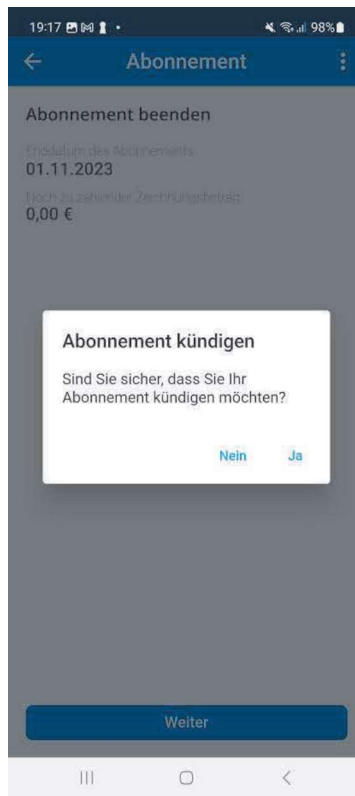 19:17 98%
Abonnement
Abonnement beenden
Enddatum des Abonnements
01.11.2023
Noch zu zahlender Zeichnungsbetrag
0,00 €
Abonnement kündigen
Sind Sie sicher, dass Sie Ihr
Abonnement kündigen möchten?
Nein Ja
Weiter